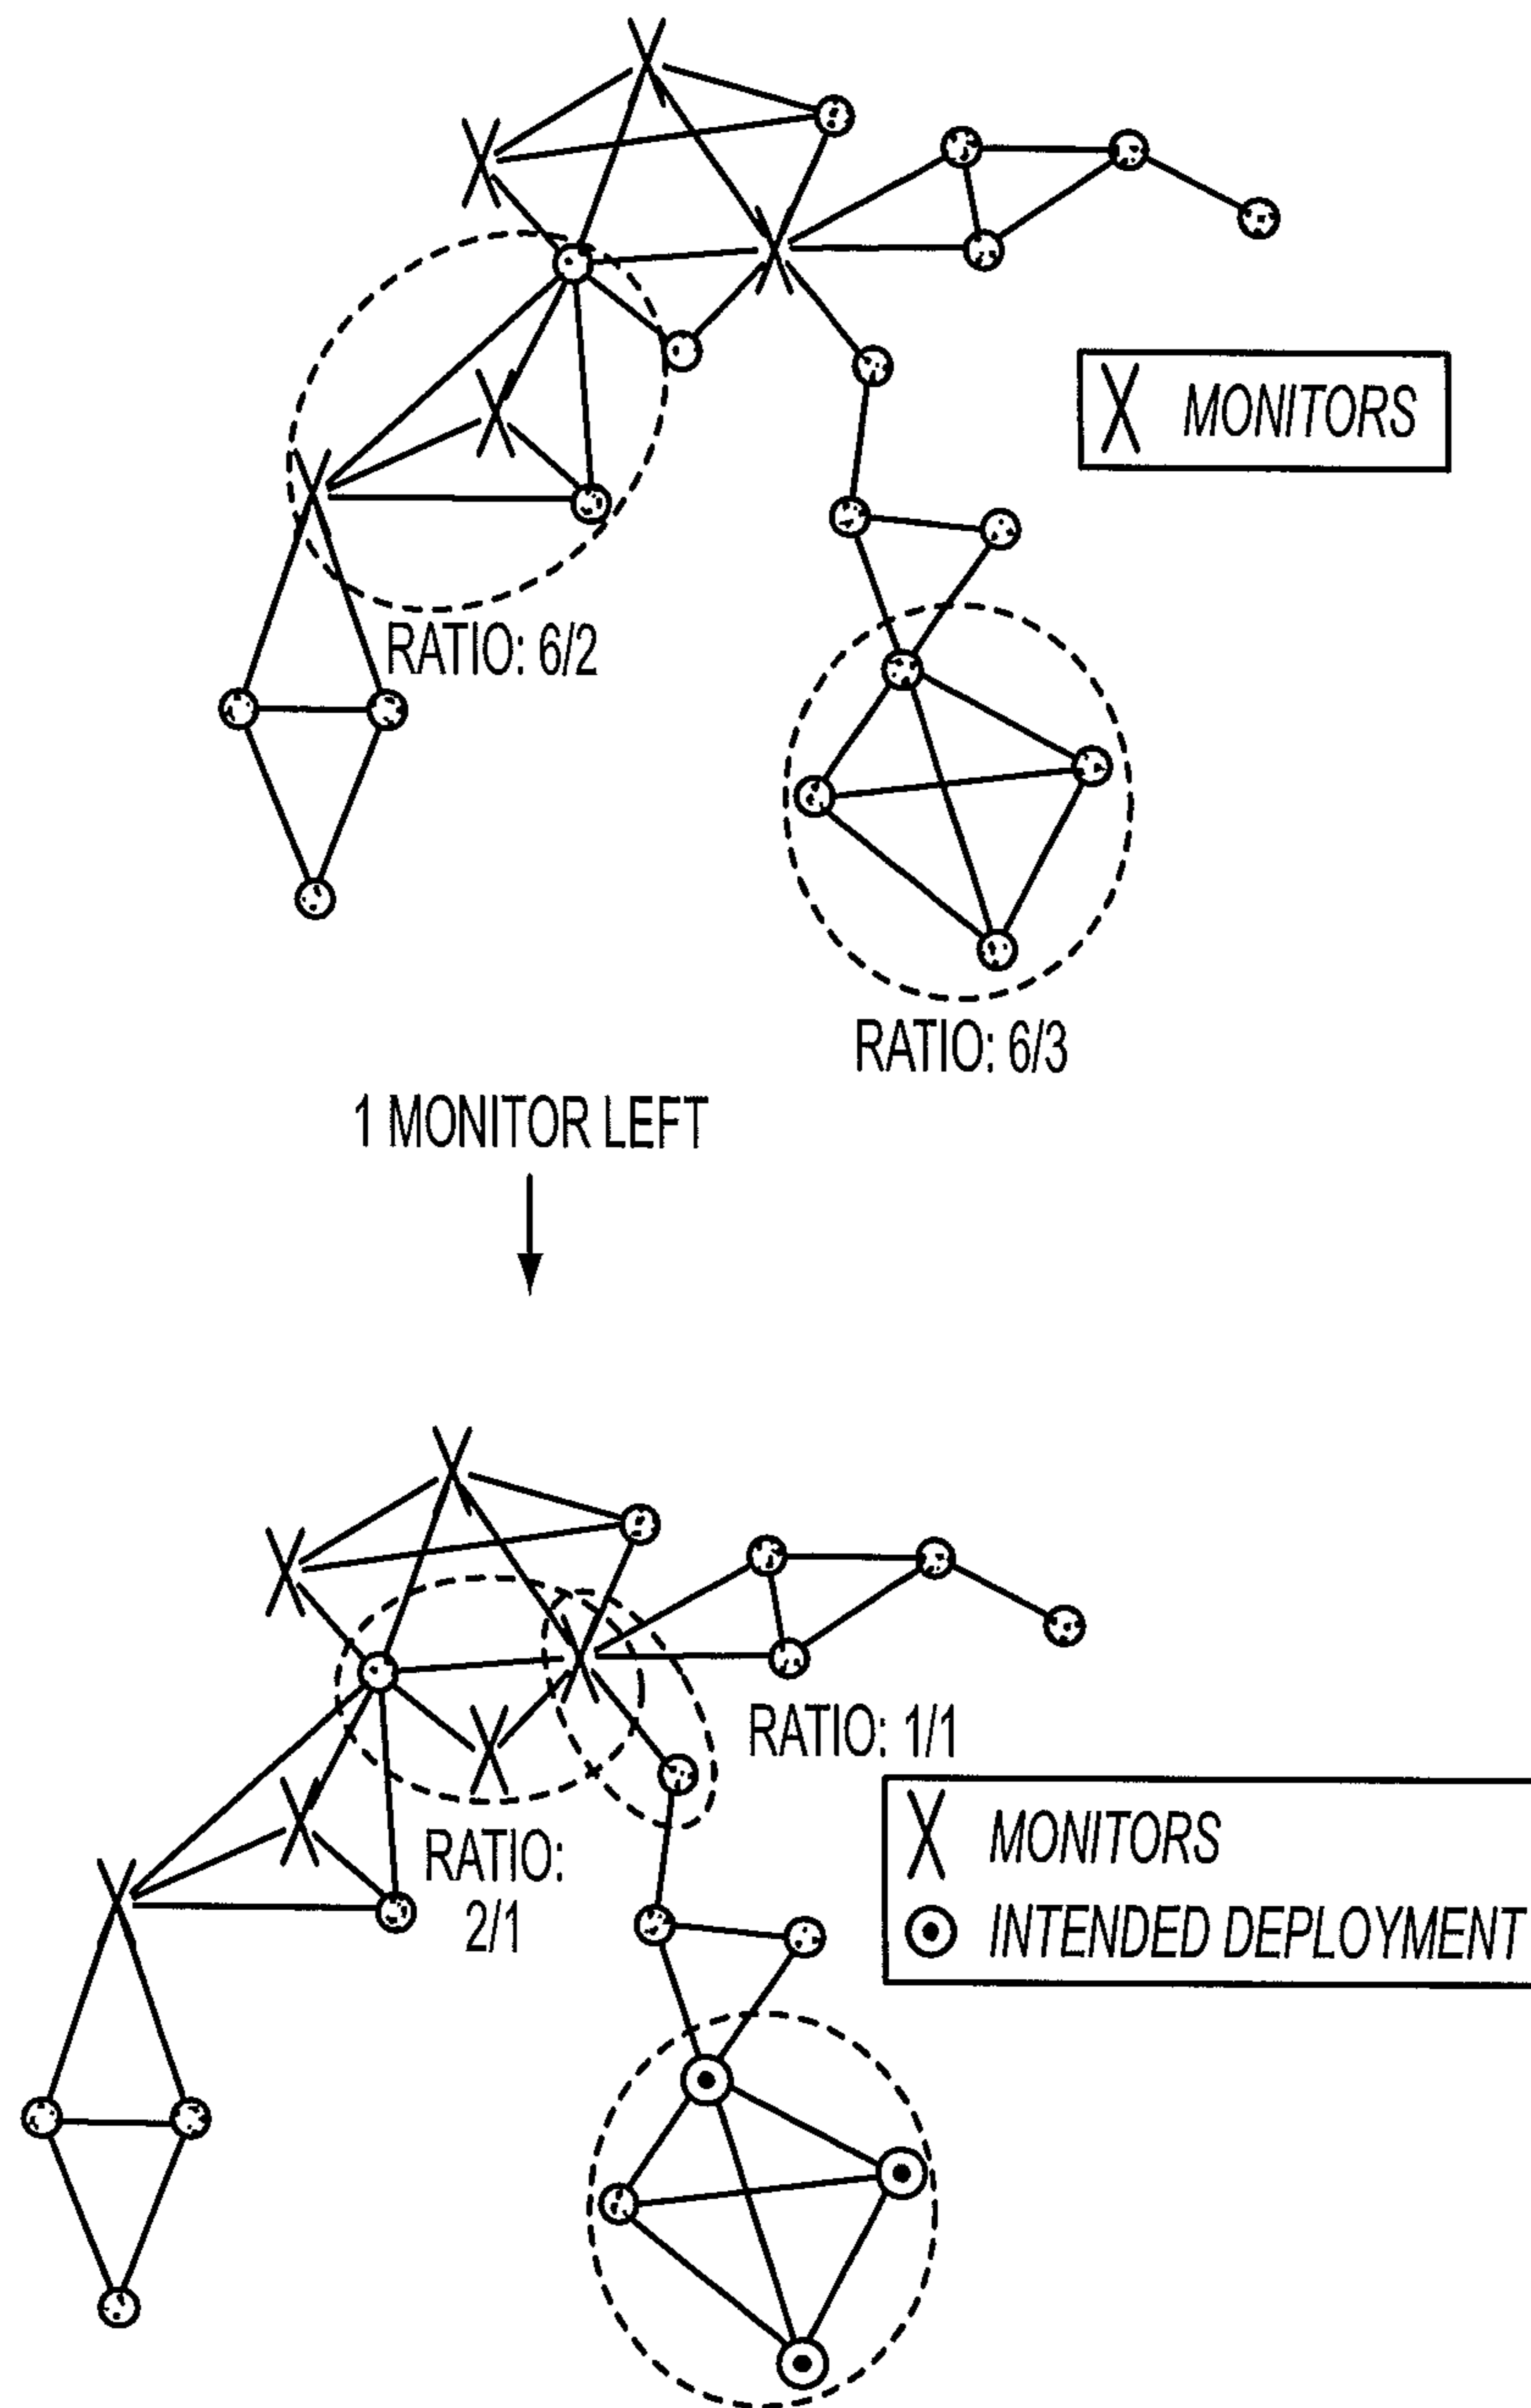 X MONITORS
RATIO: 6/2
RATIO: 6/3
1 MONITOR LEFT
RATIO: 1/1
X MONITORS
RATIO:
2/1
INTENDED DEPLOYMENT